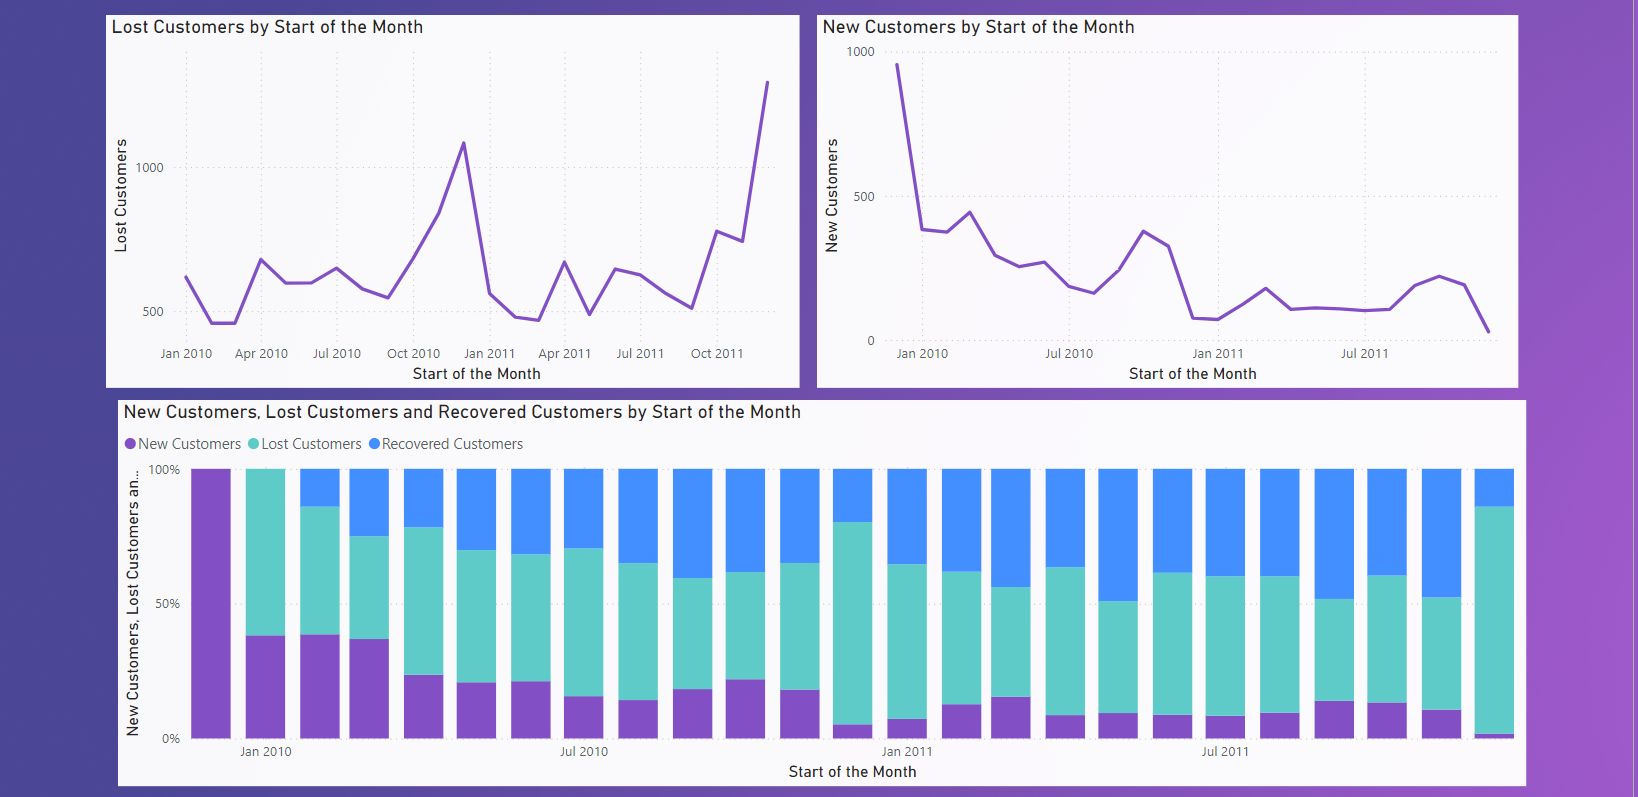 Lost Customers by Start of the Month
Lost Customers
1000
500
Jan 2010 Apr 2010 Jul 2010 Oct 2010 Jan 2011 Apr 2011 Jul 2011 Oct 2011
Start of the Month
New Customers by Start of the Month
New Customers
1000
500
0
Jan 2010 Jul 2010 Jan 2011 Jul 2011
Start of the Month
New Customers, Lost Customers and Recovered Customers by Start of the Month
New Customers Lost Customers Recovered Customers
New Customers, Lost Customers an...
100%
50%
0%
Jan 2010 Jul 2010 Jan 2011 Jul 2011
Start of the Month